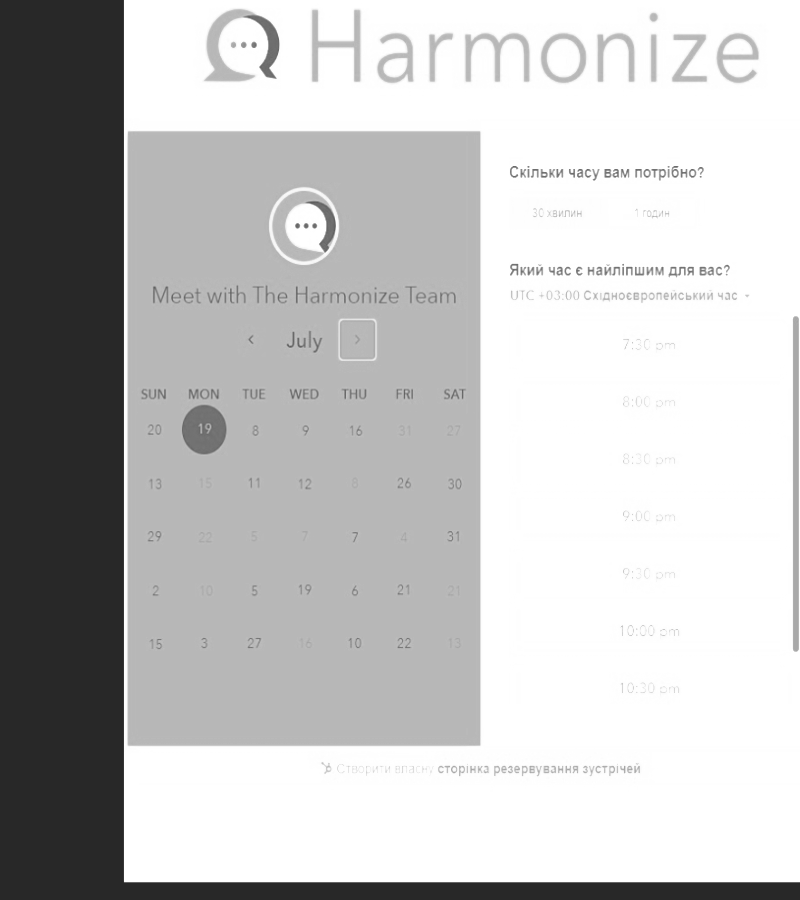 Harmonize
Meet with The Harmonize Team
July
SUN MON TUE WED THU FRI SAT
20 19 8 9 16 31 27
13 15 11 12 8 26 30
29 22 5 7 7 4 31
2 10 5 19 6 21 21
15 3 27 16 10 22 13
Скільки часу вам потрібно?
30 хвилин 1 годин
Який час є найліпшим для вас?
UTC +03:00 Східноєвропейський час
7:30 pm
8:00 pm
8:30 pm
9:00 pm
9:30 pm
10:00 pm
10:30 pm
Створити власну сторінка резервування зустрічей